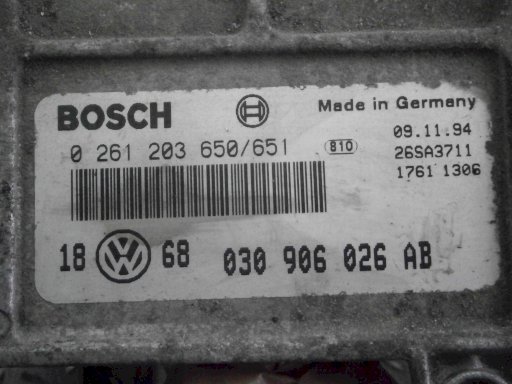 BOSCH
Made in Germany
0 261 203 650/651
810
09.11.94
26SA3711
1761 1306
18 VW 68 030 906 026 AB